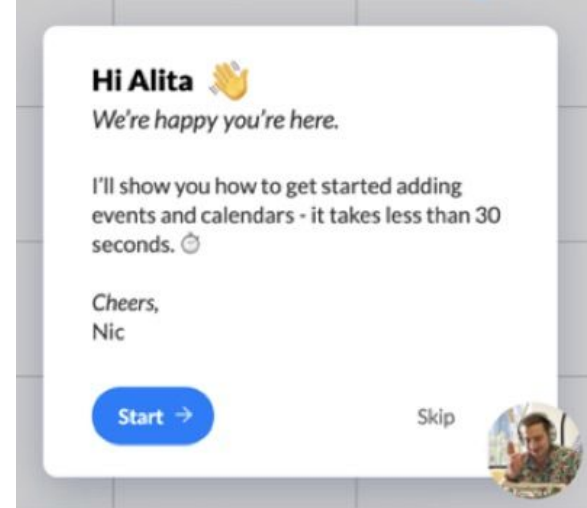 Hi Alita 👋
We're happy you're here.
I'll show you how to get started adding
events and calendars - it takes less than 30
seconds. ⏱
Cheers,
Nic
Start →
Skip